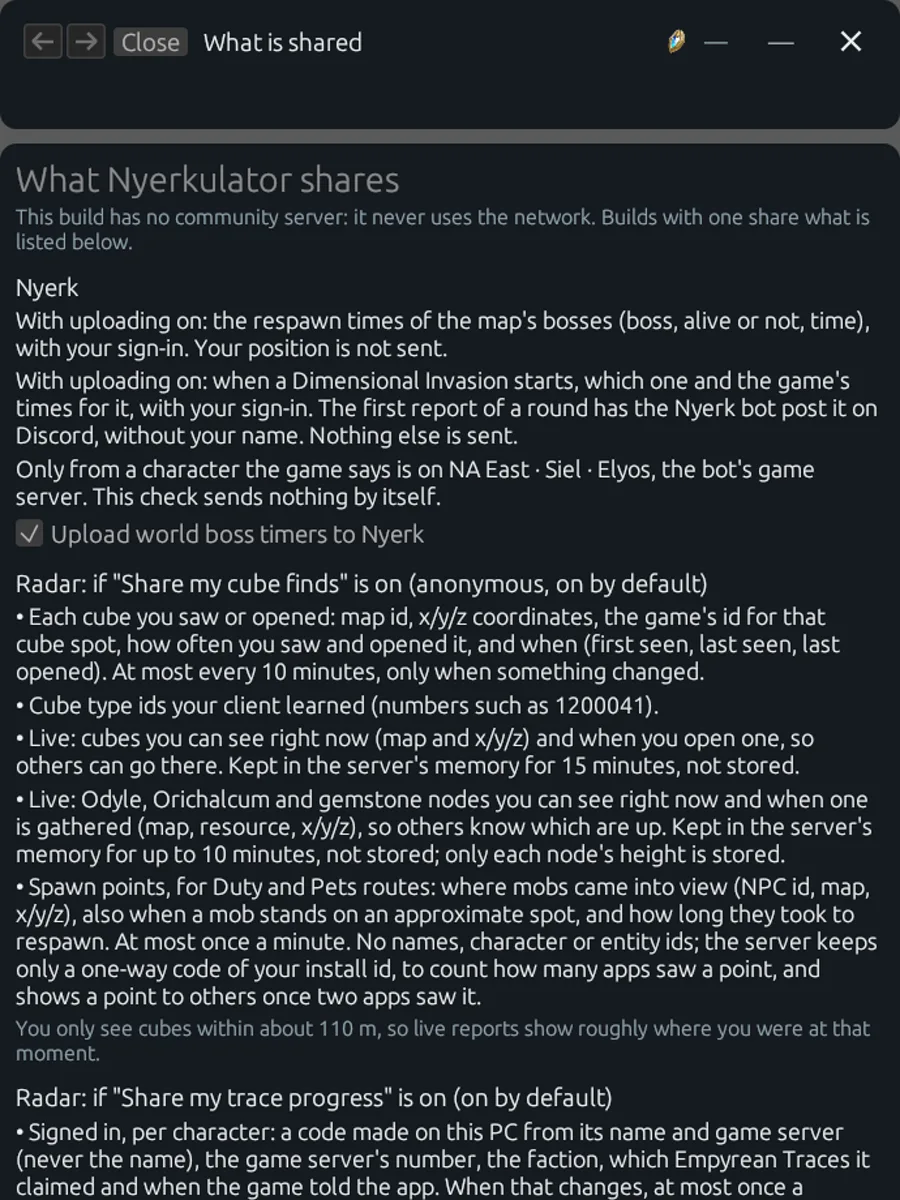 Close What is shared
What Nyerkulator shares
This build has no community server: it never uses the network. Builds with one share what is
listed below.
Nyerk
With uploading on: the respawn times of the map's bosses (boss, alive or not, time),
with your sign-in. Your position is not sent.
With uploading on: when a Dimensional Invasion starts, which one and the game's
times for it, with your sign-in. The first report of a round has the Nyerk bot post it on
Discord, without your name. Nothing else is sent.
Only from a character the game says is on NA East · Siel · Elyos, the bot's game
server. This check sends nothing by itself.
Upload world boss timers to Nyerk
Radar: if "Share my cube finds" is on (anonymous, on by default)
• Each cube you saw or opened: map id, x/y/z coordinates, the game's id for that
cube spot, how often you saw and opened it, and when (first seen, last seen, last
opened). At most every 10 minutes, only when something changed.
• Cube type ids your client learned (numbers such as 1200041).
• Live: cubes you can see right now (map and x/y/z) and when you open one, so
others can go there. Kept in the server's memory for 15 minutes, not stored.
• Live: Odyle, Orichalcum and gemstone nodes you can see right now and when one
is gathered (map, resource, x/y/z), so others know which are up. Kept in the server's
memory for up to 10 minutes, not stored; only each node's height is stored.
• Spawn points, for Duty and Pets routes: where mobs came into view (NPC id, map,
x/y/z), also when a mob stands on an approximate spot, and how long they took to
respawn. At most once a minute. No names, character or entity ids; the server keeps
only a one-way code of your install id, to count how many apps saw a point, and
shows a point to others once two apps saw it.
You only see cubes within about 110 m, so live reports show roughly where you were at that
moment.
Radar: if "Share my trace progress" is on (on by default)
• Signed in, per character: a code made on this PC from its name and game server
(never the name), the game server's number, the faction, which Empyrean Traces it
claimed and when the game told the app. When that changes, at most once a